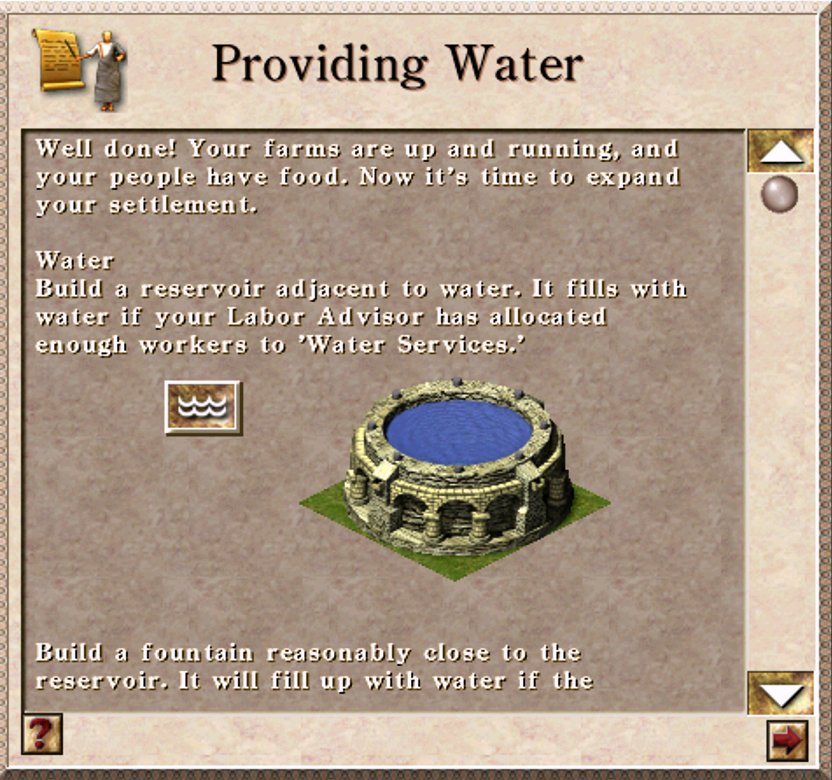 Providing Water
Well done! Your farms are up and running, and
your people have food. Now it's time to expand
your settlement.
Water
Build a reservoir adjacent to water. It fills with
water if your Labor Advisor has allocated
enough workers to 'Water Services.'
Build a fountain reasonably close to the
reservoir. It will fill up with water if the
?